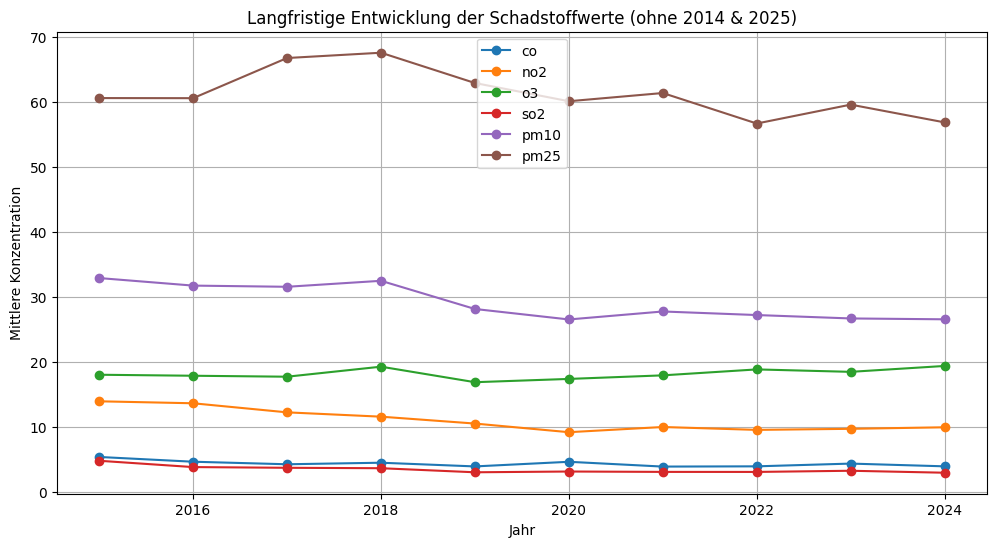 Langfristige Entwicklung der Schadstoffwerte (ohne 2014 & 2025)
70
60
50
40
30
20
10
0
Mittlere Konzentration
co
no2
o3
so2
pm10
pm25
2016 2018 2020 2022 2024
Jahr